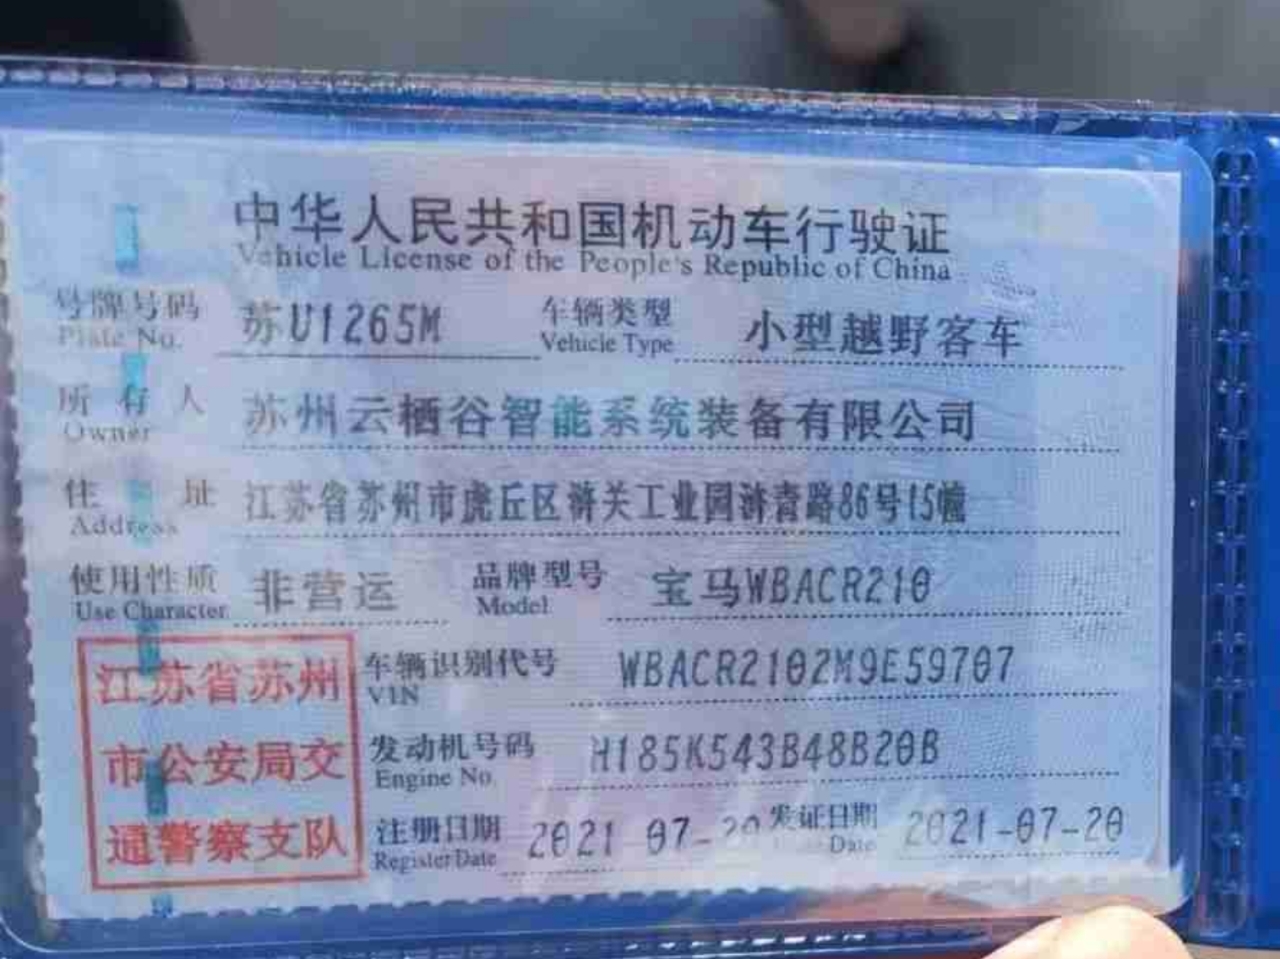 中华人民共和国机动车行驶证
Vehicle License of the People's Republic of China
号牌号码 苏U1265M 车辆类型 小型越野客车
Plate No. Vehicle Type
所有人 苏州云栖谷智能系统装备有限公司
Owner
住址 江苏省苏州市虎丘区浒关工业园浒青路86号15幢
Address
使用性质 非营运 品牌型号 宝马WBACR210
Use Character Model
江苏省苏州
市公安局交
通警察支队
车辆识别代号 WBACR2102M9E59707
VIN
发动机号码 H185K543B48B20B
Engine No.
注册日期 2021-07-20 发证日期 2021-07-20
Register Date Date